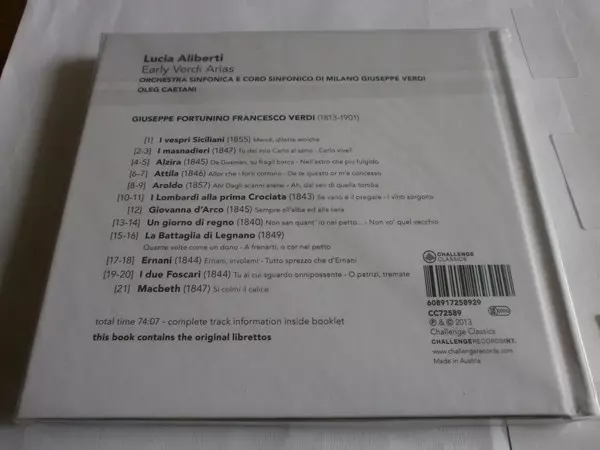 Lucia Aliberti
Early Verdi Arias
ORCHESTRA SINFONICA E CORO SINFONICO DI MILANO GIUSEPPE VERDI
OLEG CAETANI
GIUSEPPE FORTUNINO FRANCESCO VERDI (1813-1901)
[1] I vespri Siciliani (1855) Mercé, dilette amiche
[2-3] I masnadieri (1847) Tu del mio Carlo al seno - Carlo vive?
[4-5] Alzira (1845) De Gusman, su fragil barca - Nell'astro che più fulgido
[6-7] Attila (1846) Allor che i forti corrono - Da te questo or m'è concesso
[8-9] Aroldo (1857) Ah! Dagli scanni eterei - Ah, dal sen di quella tomba
[10-11] I Lombardi alla prima Crociata (1843) Se vano è il pregare - I vinti sorgono
[12] Giovanna d'Arco (1845) Sempre all'alba ed alla sera
[13-14] Un giorno di regno (1840) Non san quant' io nel petto... - Non vo' quel vecchio
[15-16] La Battaglia di Legnano (1849)
Quante volte come un dono - A frenarti, o cor nel petto
[17-18] Ernani (1844) Ernani, involami - Tutto sprezzo che d'Ernani
[19-20] I due Foscari (1844) Tu al cui sguardo onnipossente - O patrizi, tremate
[21] Macbeth (1847) Si colmi il calice
total time 74:07 - complete track information inside booklet
this book contains the original librettos
CHALLENGE
CLASSICS
608917258929
CC72589
℗ & © 2013
Challenge Classics
CHALLENGERECORDSINT.
www.challengerecords.com
Made in Austria